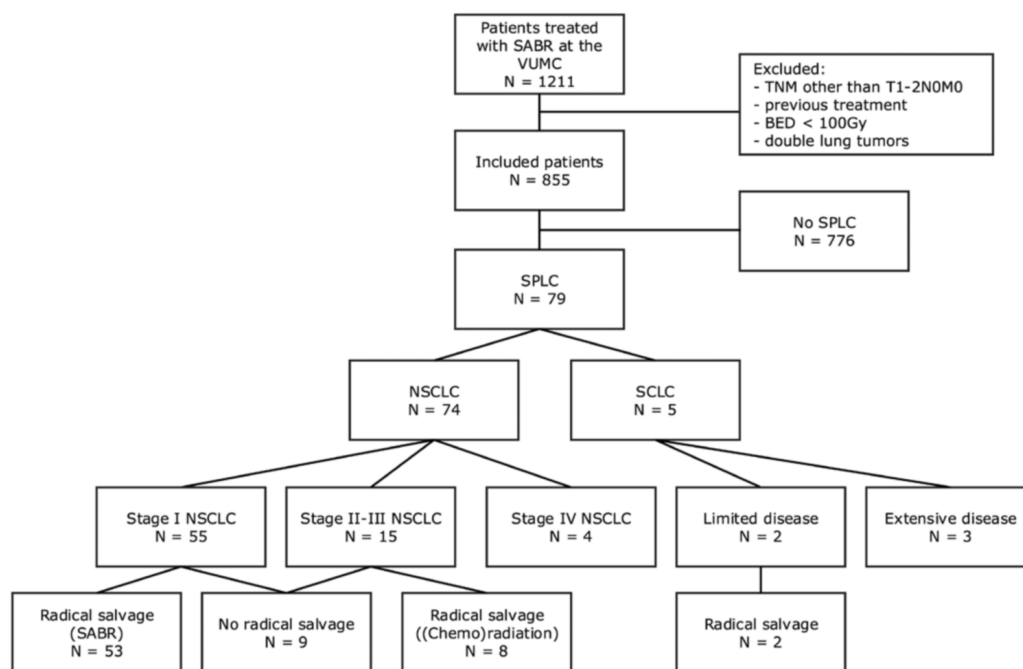 Patients treated
with SABR at the
VUMC
N = 1211
Excluded:
- TNM other than T1-2N0M0
- previous treatment
- BED < 100Gy
- double lung tumors
Included patients
N = 855
No SPLC
N = 776
SPLC
N = 79
NSCLC
N = 74
SCLC
N = 5
Stage I NSCLC
N = 55
Stage II-III NSCLC
N = 15
Stage IV NSCLC
N = 4
Limited disease
N = 2
Extensive disease
N = 3
Radical salvage
(SABR)
N = 53
No radical salvage
N = 9
Radical salvage
((Chemo)radiation)
N = 8
Radical salvage
N = 2